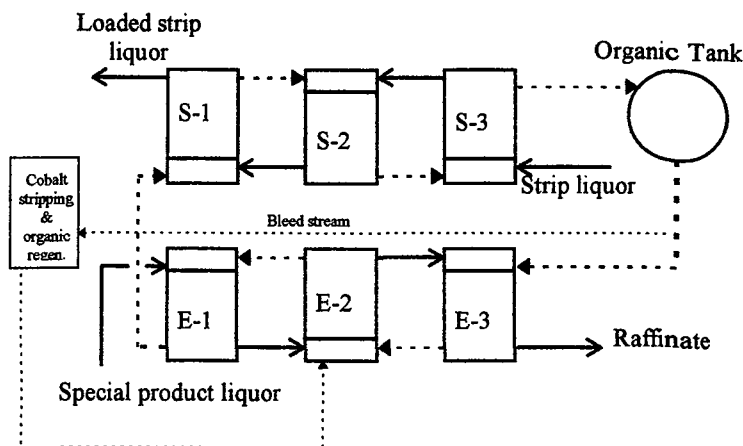 Loaded strip
liquor
Organic Tank
S-1
S-2
S-3
Strip liquor
Cobalt
stripping
&
organic
regen.
Bleed stream
E-1
E-2
E-3
Raffinate
Special product liquor